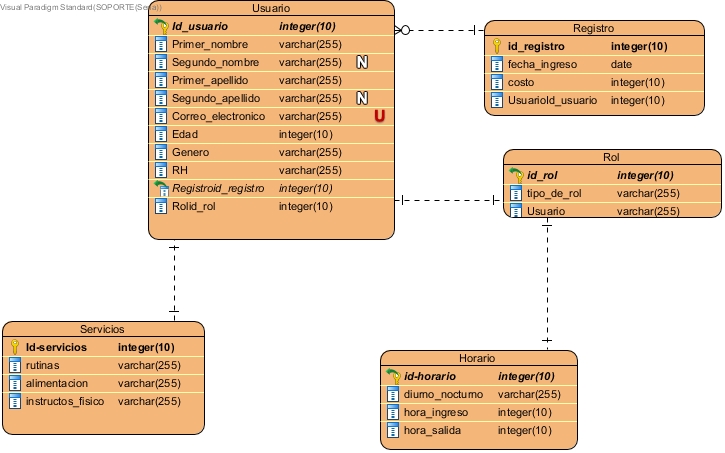 Visual Paradigm Standard(SOPORTE(Sena))
Usuario
Id_usuario integer(10)
Primer_nombre varchar(255)
Segundo_nombre varchar(255) N
Primer_apellido varchar(255)
Segundo_apellido varchar(255) N
Correo_electronico varchar(255) U
Edad integer(10)
Genero varchar(255)
RH varchar(255)
Registroid_registro integer(10)
Rolid_rol integer(10)
Registro
id_registro integer(10)
fecha_ingreso date
costo integer(10)
UsuarioId_usuario integer(10)
Rol
id_rol integer(10)
tipo_de_rol varchar(255)
Usuario varchar(255)
Servicios
Id-servicios integer(10)
rutinas varchar(255)
alimentacion varchar(255)
instructos_fisico varchar(255)
Horario
id-horario integer(10)
diurno_nocturno varchar(255)
hora_ingreso integer(10)
hora_salida integer(10)